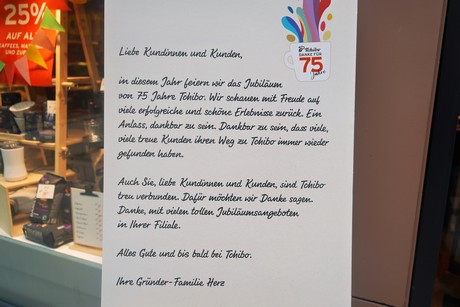 25%
AUF AL
KAFFEES, MAH
UND ZU
Tchibo
DANKE FÜR
75
Jahre
Liebe Kundinnen und Kunden,
in diesem Jahr feiern wir das Jubiläum
von 75 Jahre Tchibo. Wir schauen mit Freude auf
viele erfolgreiche und schöne Erlebnisse zurück. Ein
Anlass, dankbar zu sein. Dankbar zu sein, dass viele,
viele treue Kunden ihren Weg zu Tchibo immer wieder
gefunden haben.
Auch Sie, liebe Kundinnen und Kunden, sind Tchibo
treu verbunden. Dafür möchten wir Danke sagen.
Danke, mit vielen tollen Jubiläumsangeboten
in Ihrer Filiale.
Alles Gute und bis bald bei Tchibo.
Ihre Gründer-Familie Herz